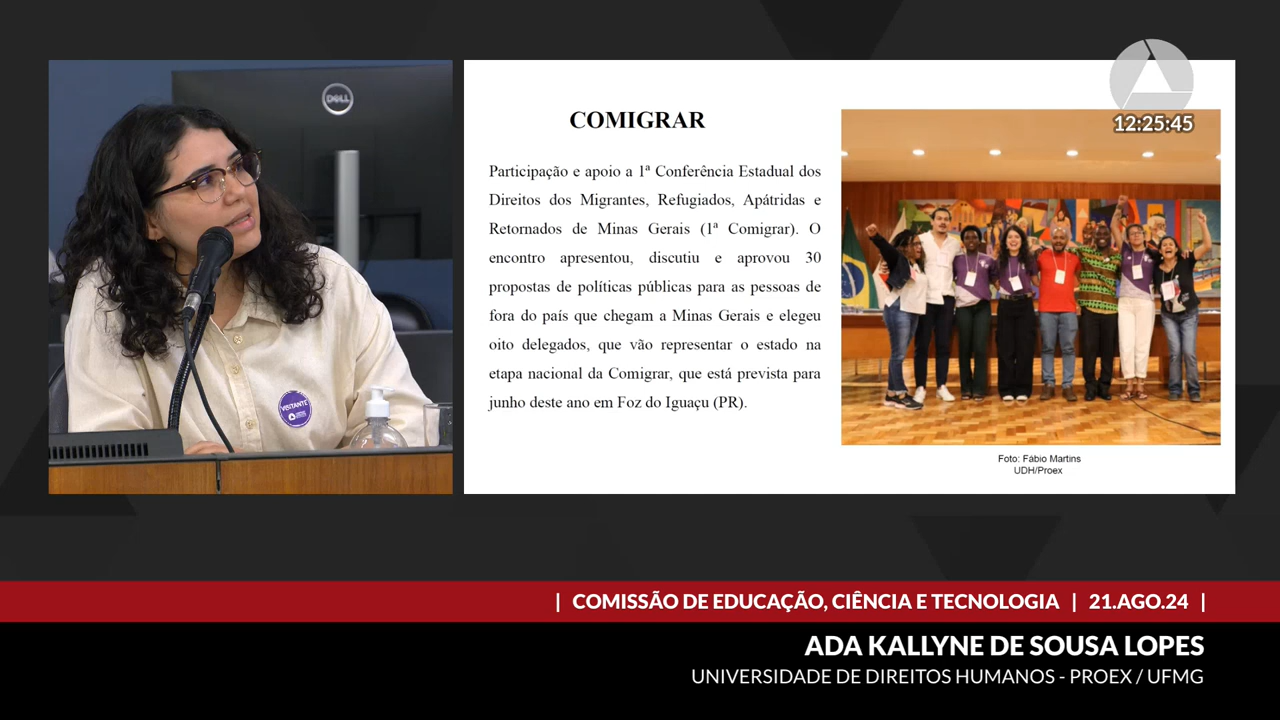 DELL
VISITANTE
COMIGRAR
Participação e apoio a 1ª Conferência Estadual dos
Direitos dos Migrantes, Refugiados, Apátridas e
Retornados de Minas Gerais (1ª Comigrar). O
encontro apresentou, discutiu e aprovou 30
propostas de políticas públicas para as pessoas de
fora do país que chegam a Minas Gerais e elegeu
oito delegados, que vão representar o estado na
etapa nacional da Comigrar, que está prevista para
junho deste ano em Foz do Iguaçu (PR).
12:25:45
Foto: Fábio Martins
UDH/Proex
| COMISSÃO DE EDUCAÇÃO, CIÊNCIA E TECNOLOGIA | 21.AGO.24 |
ADA KALLYNE DE SOUSA LOPES
UNIVERSIDADE DE DIREITOS HUMANOS - PROEX / UFMG